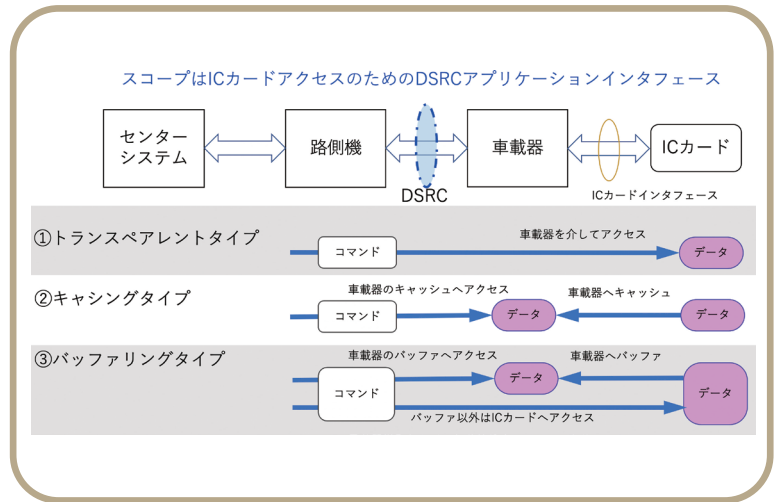 スコープはICカードアクセスのためのDSRCアプリケーションインタフェース
センター
システム
路側機
車載器
ICカード
DSRC
ICカードインタフェース
①トランスペアレントタイプ
車載器を介してアクセス
コマンド
データ
②キャシングタイプ
車載器のキャッシュへアクセス
車載器へキャッシュ
コマンド
データ
データ
③バッファリングタイプ
車載器のバッファへアクセス
車載器へバッファ
コマンド
データ
データ
バッファ以外はICカードへアクセス